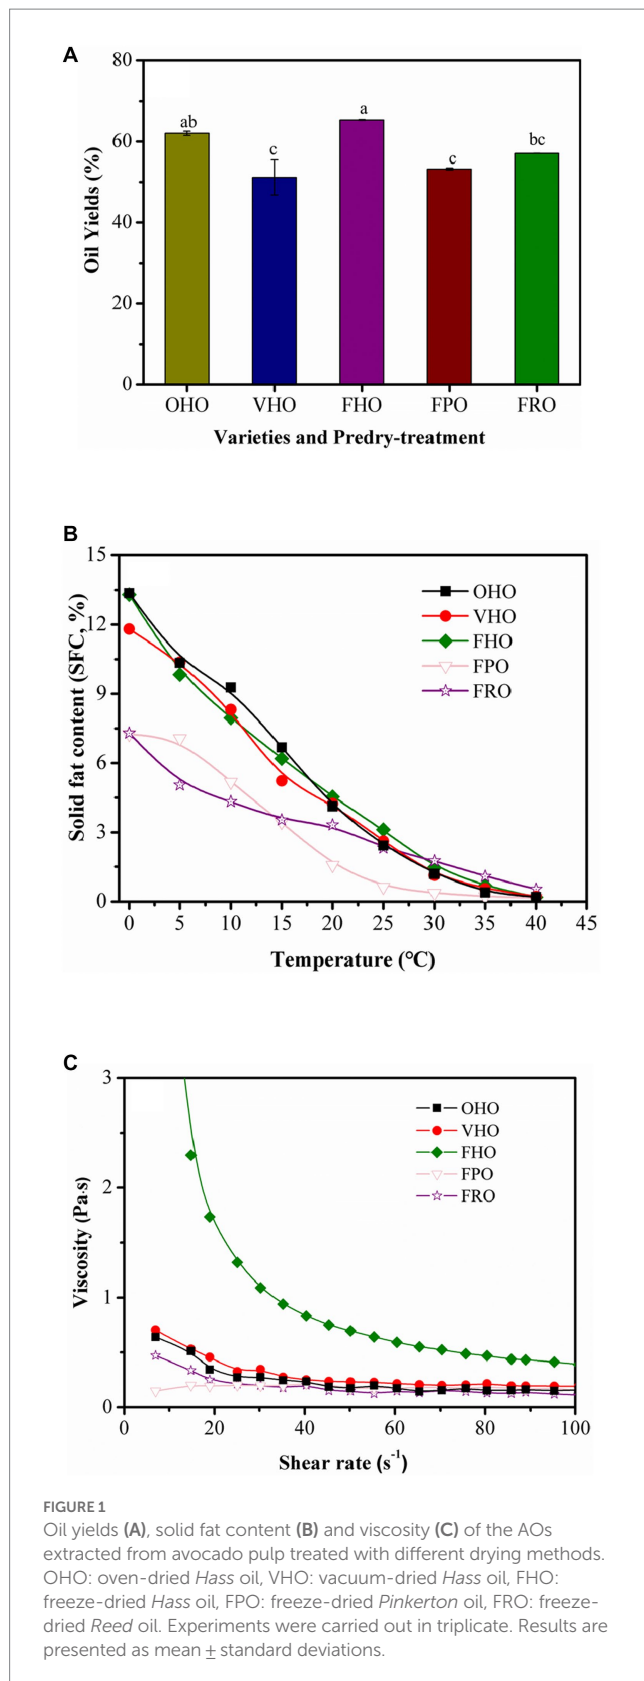 A
80
60
40
20
0
Oil Yields (%)
ab
c
a
c
bc
OHO VHO FHO FPO FRO
Varieties and Predry-treatment
B
15
12
9
6
3
0
Solid fat content (SFC, %)
OHO
VHO
FHO
FPO
FRO
0 5 10 15 20 25 30 35 40 45
Temperature (°C)
C
3
2
1
0
Viscosity (Pa·s)
OHO
VHO
FHO
FPO
FRO
0 20 40 60 80 100
Shear rate (s-1)
FIGURE 1
Oil yields (A), solid fat content (B) and viscosity (C) of the AOs
extracted from avocado pulp treated with different drying methods.
OHO: oven-dried Hass oil, VHO: vacuum-dried Hass oil, FHO:
freeze-dried Hass oil, FPO: freeze-dried Pinkerton oil, FRO: freeze-
dried Reed oil. Experiments were carried out in triplicate. Results are
presented as mean ± standard deviations.